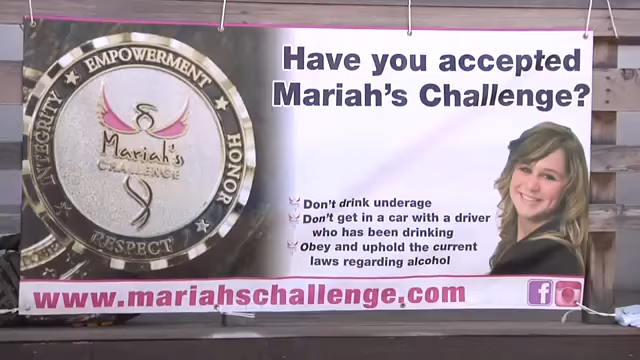 Have you accepted
Mariah's Challenge?
EMPOWERMENT
INTEGRITY
HONOR
Mariah's
CHALLENGE
RESPECT
Don't drink underage
Don't get in a car with a driver
who has been drinking
Obey and uphold the current
laws regarding alcohol
www.mariahschallenge.com
f